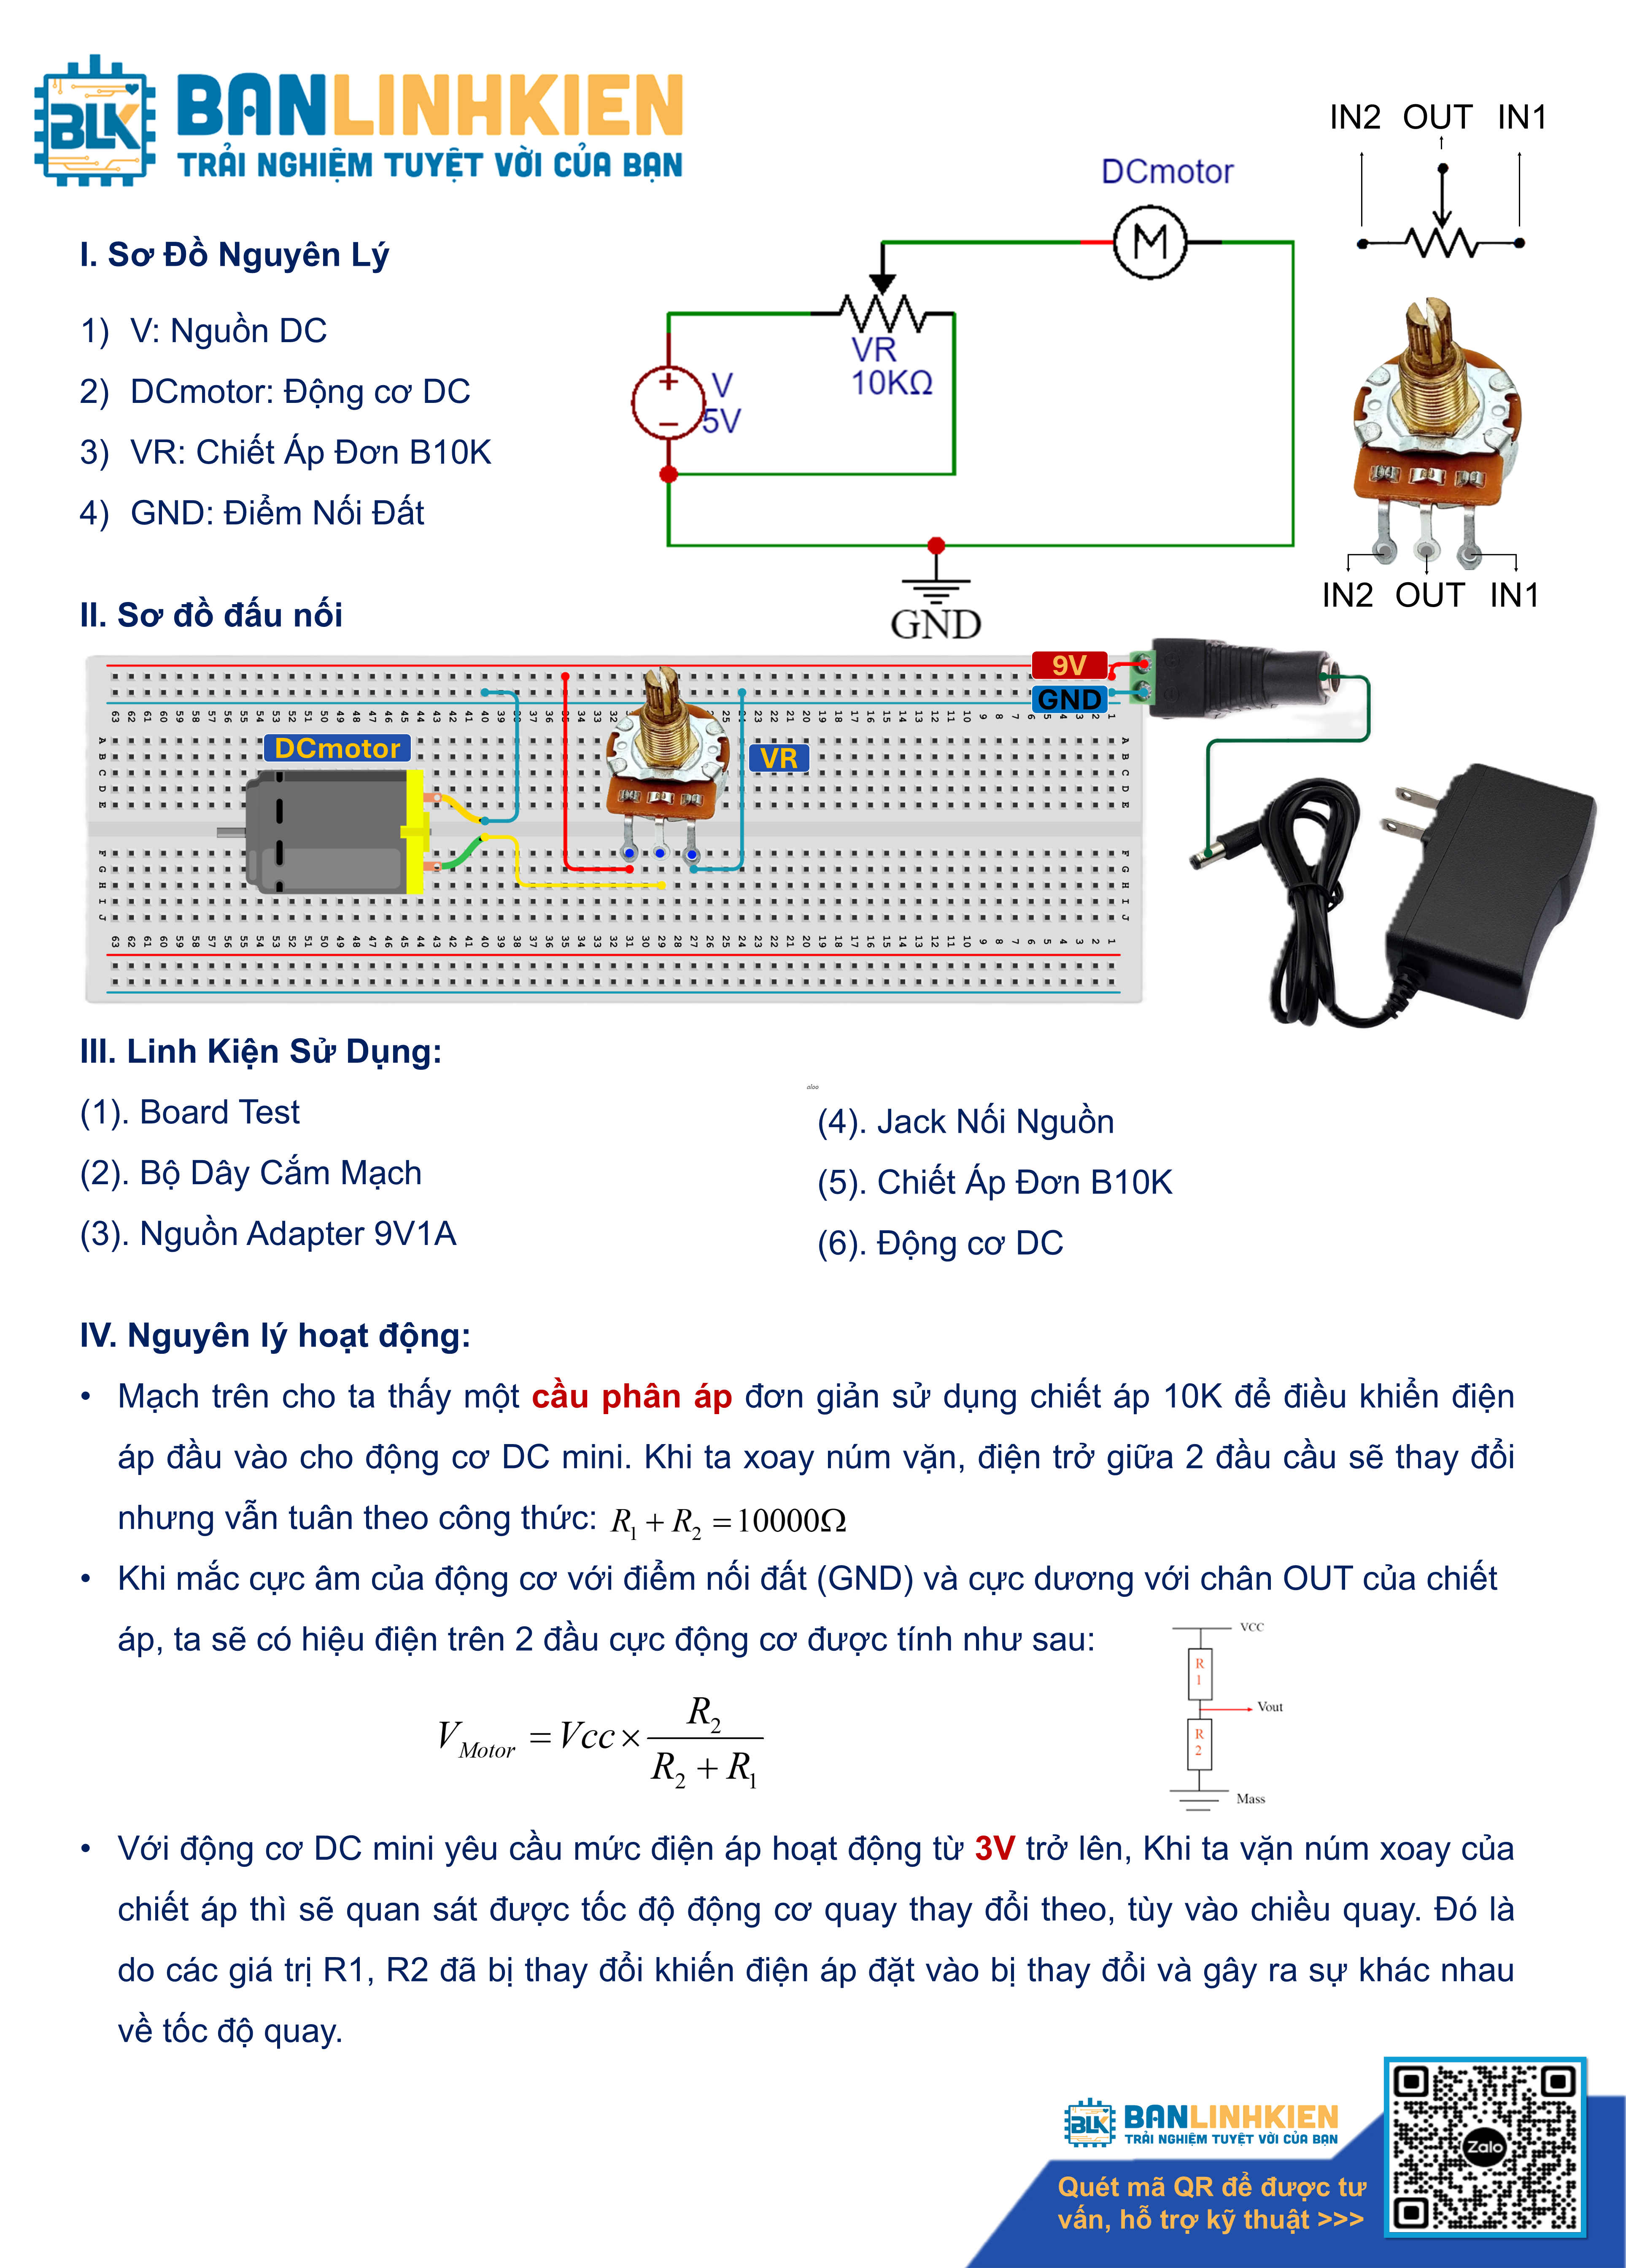 BLK BANLINHKIEN
TRẢI NGHIỆM TUYỆT VỜI CỦA BẠN
IN2 OUT IN1
DCmotor
M
I. Sơ Đồ Nguyên Lý
1) V: Nguồn DC
2) DCmotor: Động cơ DC
3) VR: Chiết Áp Đơn B10K
4) GND: Điểm Nối Đất
VR
10KΩ
V
5V
GND
IN2 OUT IN1
II. Sơ đồ đấu nối
9V
GND
DCmotor
VR
III. Linh Kiện Sử Dụng:
(1). Board Test
(2). Bộ Dây Cắm Mạch
(3). Nguồn Adapter 9V1A
(4). Jack Nối Nguồn
(5). Chiết Áp Đơn B10K
(6). Động cơ DC
IV. Nguyên lý hoạt động:
• Mạch trên cho ta thấy một cầu phân áp đơn giản sử dụng chiết áp 10K để điều khiển điện
áp đầu vào cho động cơ DC mini. Khi ta xoay núm vặn, điện trở giữa 2 đầu cầu sẽ thay đổi
nhưng vẫn tuân theo công thức: R₁ + R₂ = 10000Ω
• Khi mắc cực âm của động cơ với điểm nối đất (GND) và cực dương với chân OUT của chiết
áp, ta sẽ có hiệu điện trên 2 đầu cực động cơ được tính như sau:
V_Motor = Vcc × R₂ / (R₂ + R₁)
VCC
R
1
Vout
R
2
Mass
• Với động cơ DC mini yêu cầu mức điện áp hoạt động từ 3V trở lên, Khi ta vặn núm xoay của
chiết áp thì sẽ quan sát được tốc độ động cơ quay thay đổi theo, tùy vào chiều quay. Đó là
do các giá trị R1, R2 đã bị thay đổi khiến điện áp đặt vào bị thay đổi và gây ra sự khác nhau
về tốc độ quay.
BLK BANLINHKIEN
TRẢI NGHIỆM TUYỆT VỜI CỦA BẠN
Quét mã QR để được tư
vấn, hỗ trợ kỹ thuật >>>
Zalo